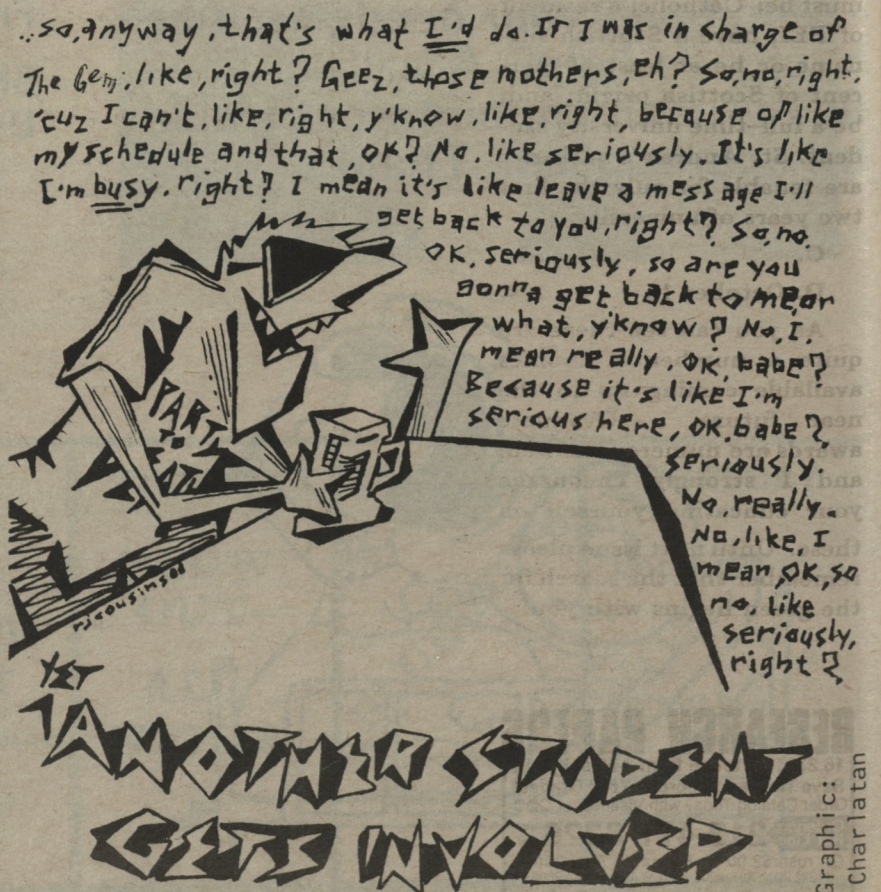 ..so, anyway, that's what I'd do. If I was in charge of
The Gem, like, right? Geez, those mothers, eh? So, no, right,
'cuz I can't, like, right, y'know, like, right, because of like
my schedule and that, OK? No, like seriously. It's like
I'm busy, right? I mean it's like leave a message I'll
get back to you, right? So, no.
OK, seriously, so are you
gonna get back to me, or
what, y'know? No, I.
mean really. OK, babe?
Because it's like I'm
serious here, OK, babe?
Seriously.
No, really.
No, like, I
mean, OK, so
no, like
seriously,
right?
PARTY
TO
rjcousinsod
YET
ANOTHER STUDENT
GETS INVOLVED
Graphic:
Charlatan